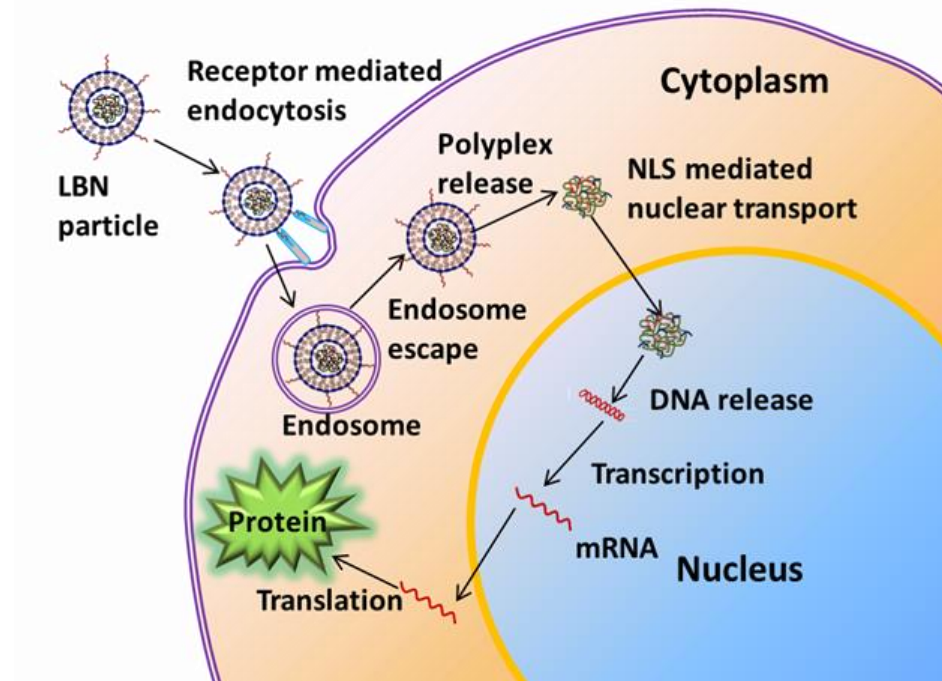 Receptor mediated
endocytosis
LBN
particle
Cytoplasm
Polyplex
release
NLS mediated
nuclear transport
Endosome
escape
Endosome
DNA release
Transcription
mRNA
Nucleus
Protein
Translation